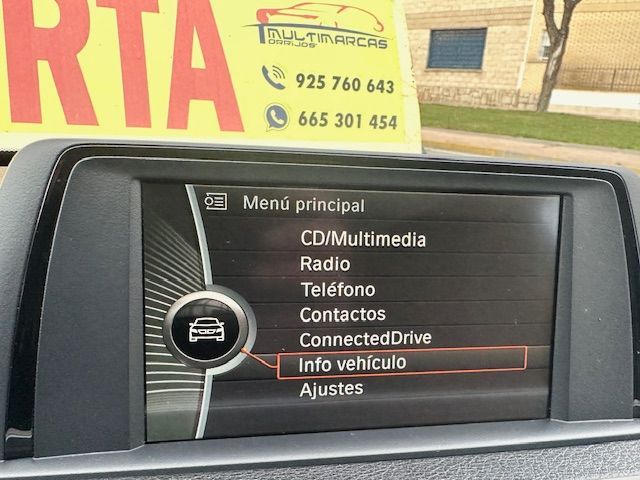 RTA
MULTIMARCAS
TORRIJOS
925 760 643
665 301 454
Menú principal
CD/Multimedia
Radio
Teléfono
Contactos
ConnectedDrive
Info vehículo
Ajustes